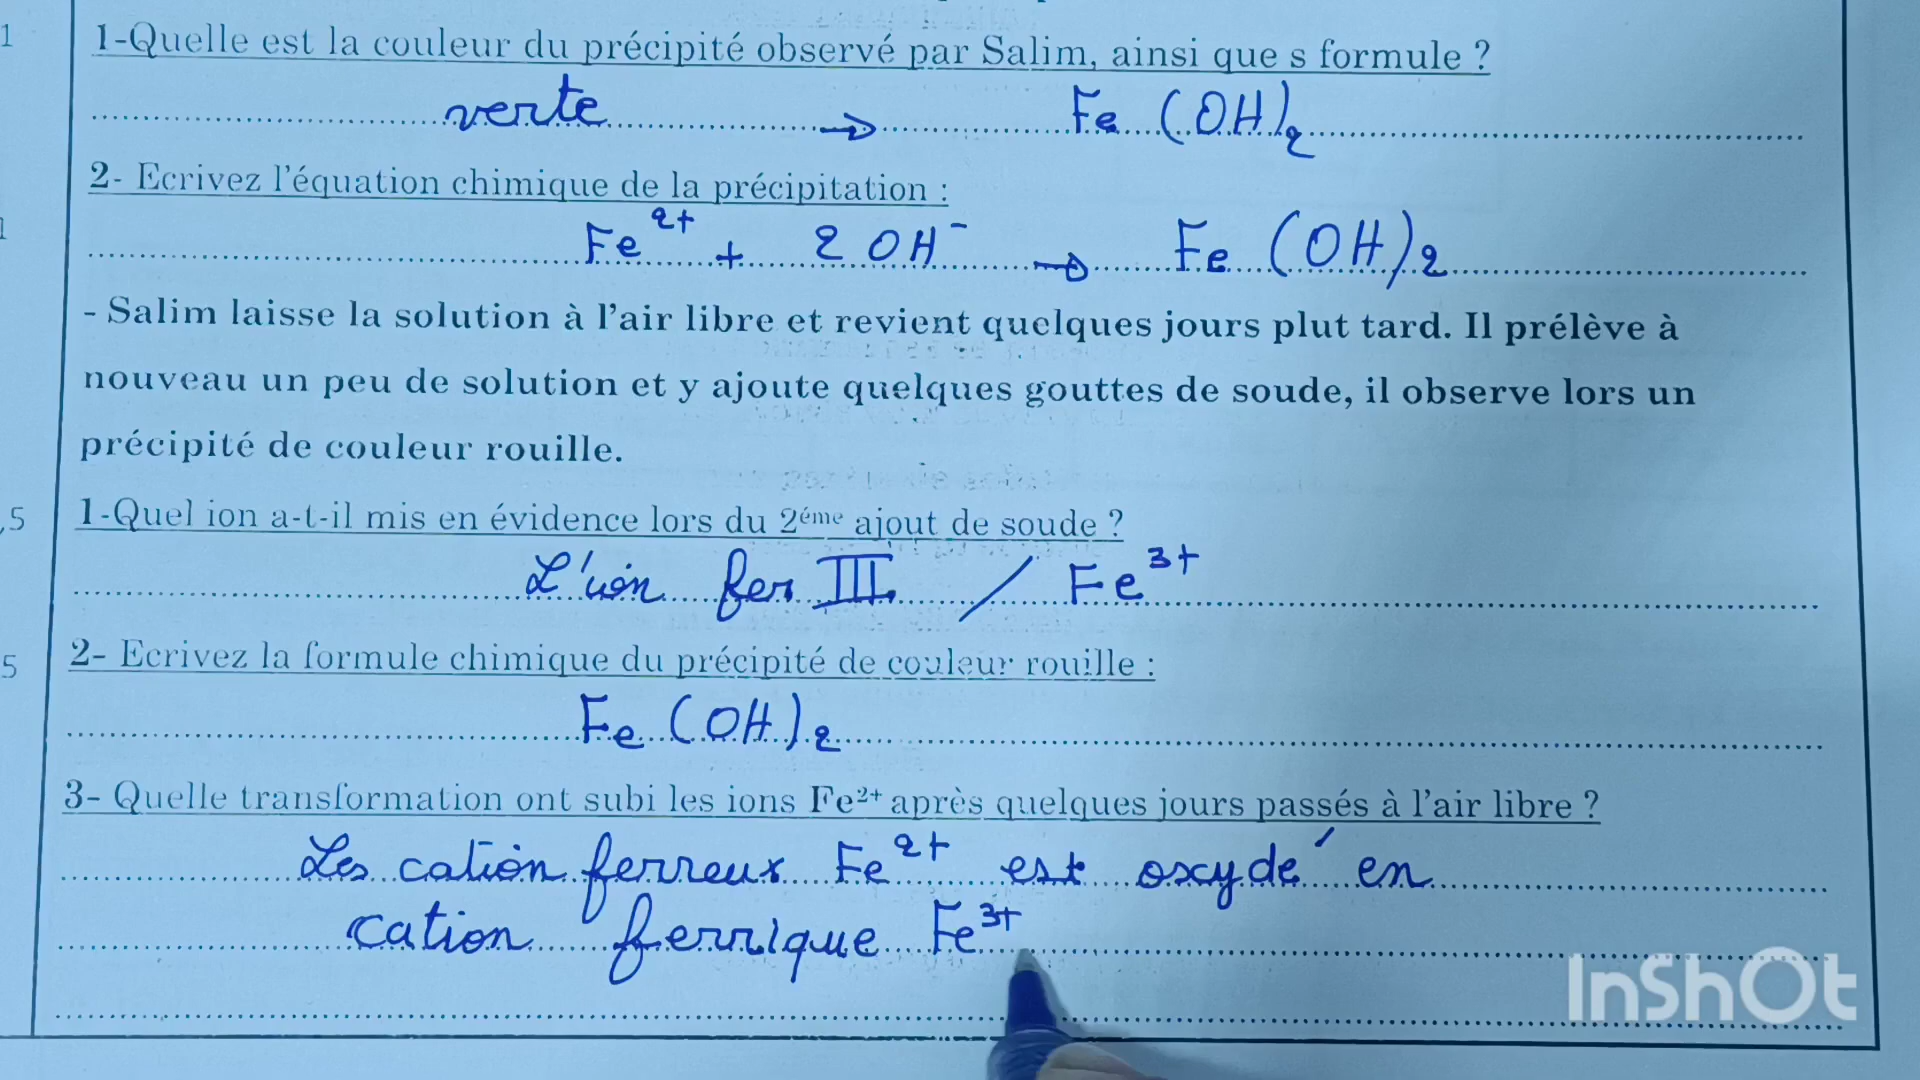 1
1-Quelle est la couleur du précipité observé par Salim, ainsi que s formule ?
verte → Fe (OH)2
2- Ecrivez l'équation chimique de la précipitation :
1
Fe2+ + 2 OH- → Fe (OH)2
- Salim laisse la solution à l'air libre et revient quelques jours plut tard. Il prélève à
nouveau un peu de solution et y ajoute quelques gouttes de soude, il observe lors un
précipité de couleur rouille.
,5
1-Quel ion a-t-il mis en évidence lors du 2éme ajout de soude ?
L'ion fer III / Fe3+
5
2- Ecrivez la formule chimique du précipité de couleur rouille :
Fe (OH)2
3- Quelle transformation ont subi les ions Fe2+ après quelques jours passés à l'air libre ?
Les cation ferreux Fe2+ est oxydé en
cation ferrique Fe3+
InShOt